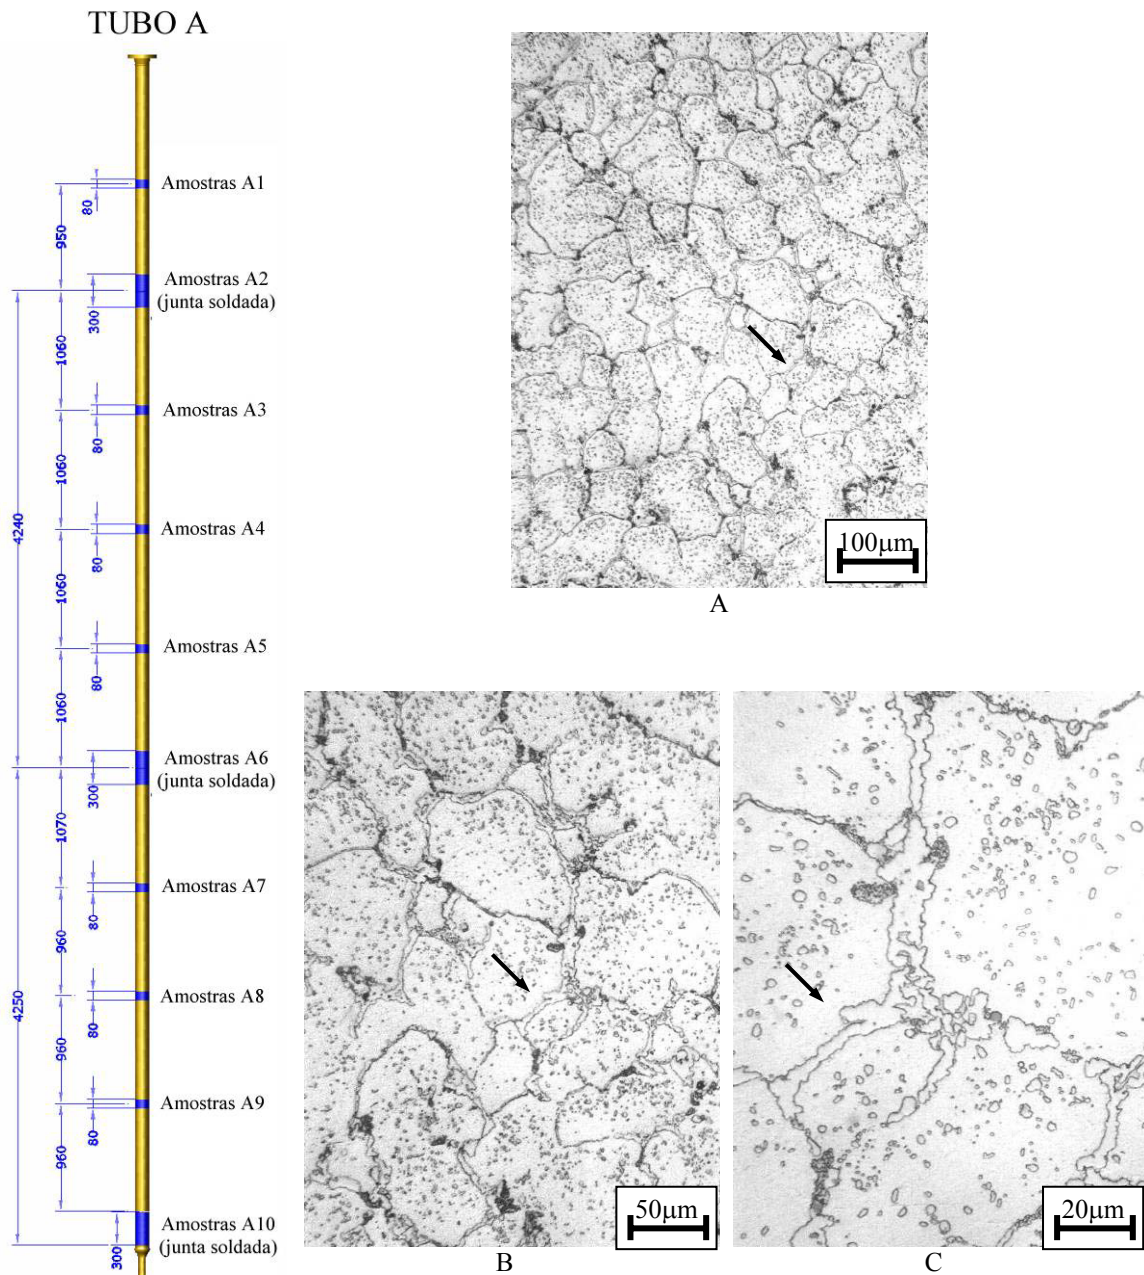 TUBO A
Amostras A1
80
950
Amostras A2
(junta soldada)
300
1060
Amostras A3
80
1060
Amostras A4
80
4240
1060
Amostras A5
80
1060
Amostras A6
(junta soldada)
300
1070
Amostras A7
80
960
Amostras A8
80
4250
960
Amostras A9
80
960
Amostras A10
(junta soldada)
300
100μm
A
50μm
B
20μm
C